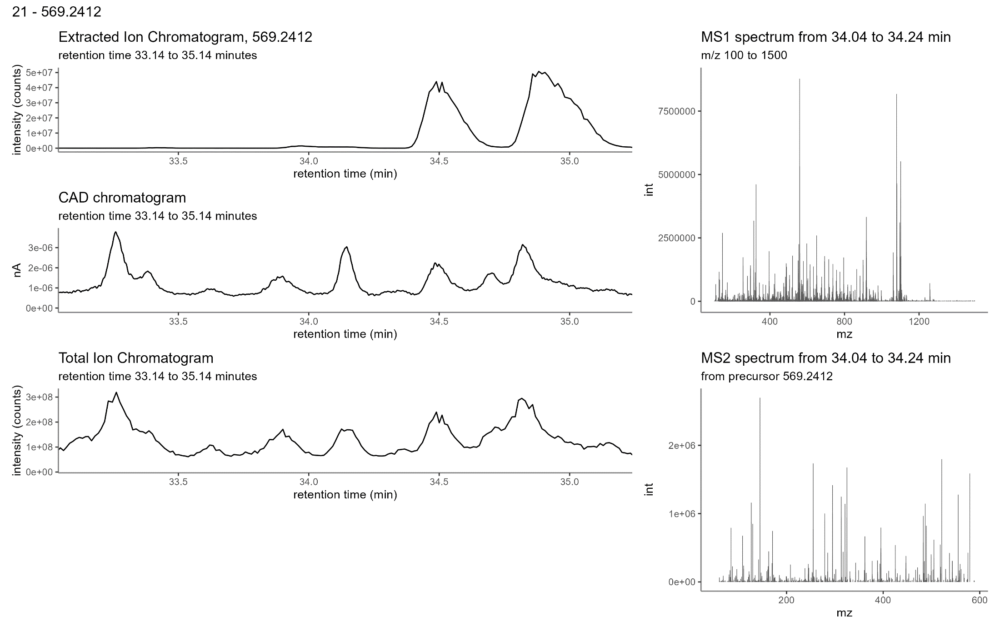 21 - 569.2412
Extracted Ion Chromatogram, 569.2412
retention time 33.14 to 35.14 minutes
intensity (counts)
5e+07
4e+07
3e+07
2e+07
1e+07
0e+00
33.5 34.0 34.5 35.0
retention time (min)
CAD chromatogram
retention time 33.14 to 35.14 minutes
nA
3e-06
2e-06
1e-06
0e+00
33.5 34.0 34.5 35.0
retention time (min)
Total Ion Chromatogram
retention time 33.14 to 35.14 minutes
intensity (counts)
3e+08
2e+08
1e+08
0e+00
33.5 34.0 34.5 35.0
retention time (min)
MS1 spectrum from 34.04 to 34.24 min
m/z 100 to 1500
int
7500000
5000000
2500000
0
400 800 1200
mz
MS2 spectrum from 34.04 to 34.24 min
from precursor 569.2412
int
2e+06
1e+06
0e+00
200 400 600
mz